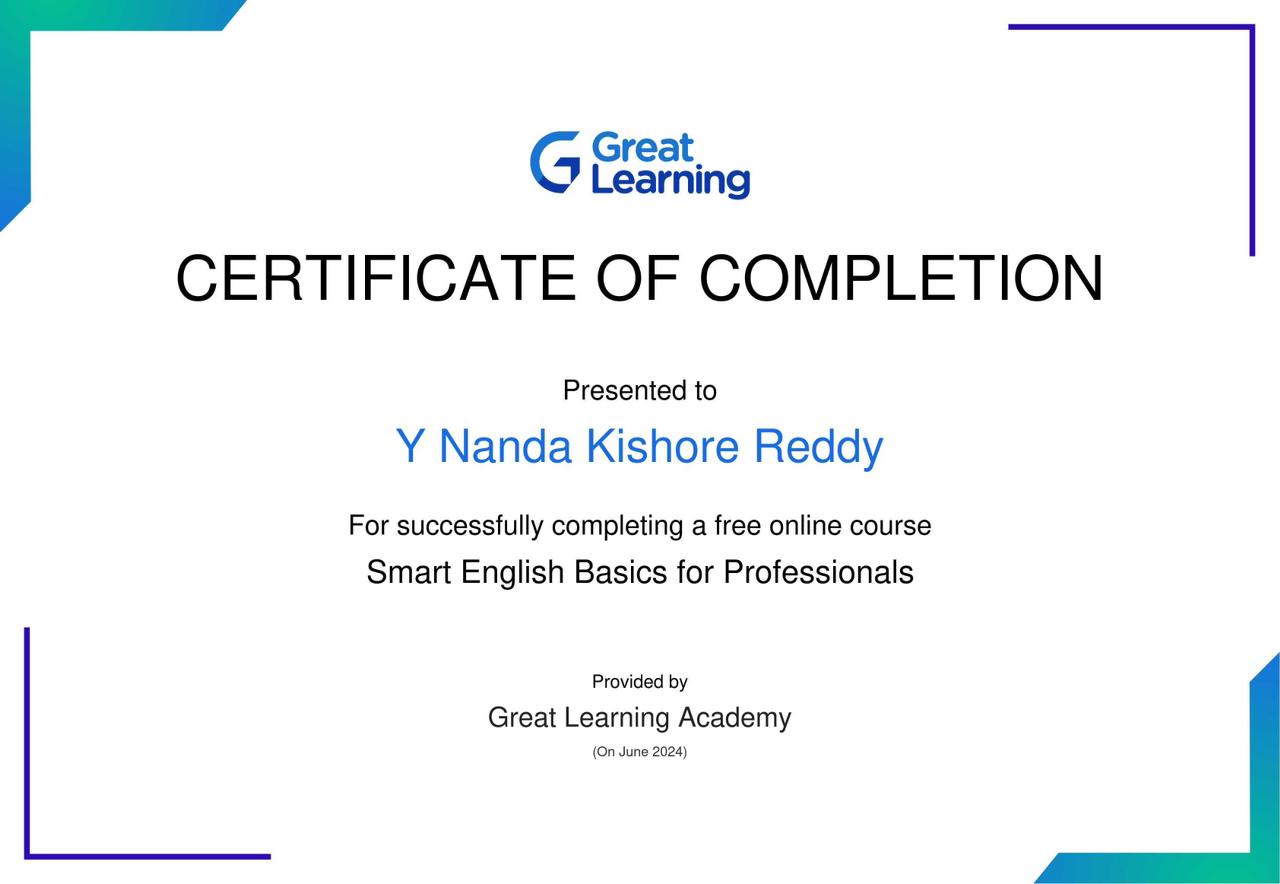 Great
Learning
CERTIFICATE OF COMPLETION
Presented to
Y Nanda Kishore Reddy
For successfully completing a free online course
Smart English Basics for Professionals
Provided by
Great Learning Academy
(On June 2024)